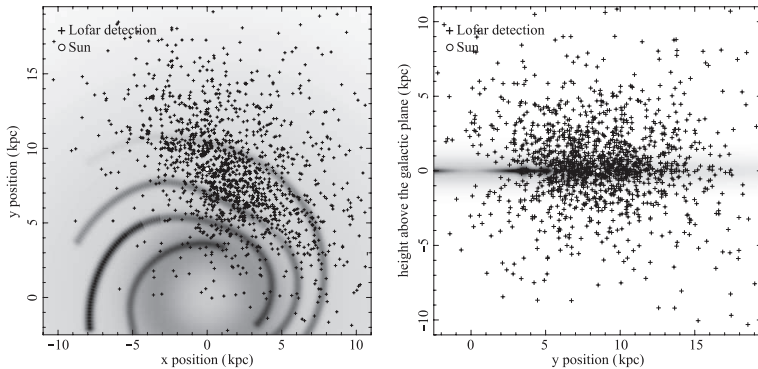 + Lofar detection
○ Sun
y position (kpc)
15
10
5
0
−10
−5
0
5
10
x position (kpc)
+ Lofar detection
○ Sun
height above the galactic plane (kpc)
10
5
0
−5
−10
0
5
10
15
y position (kpc)